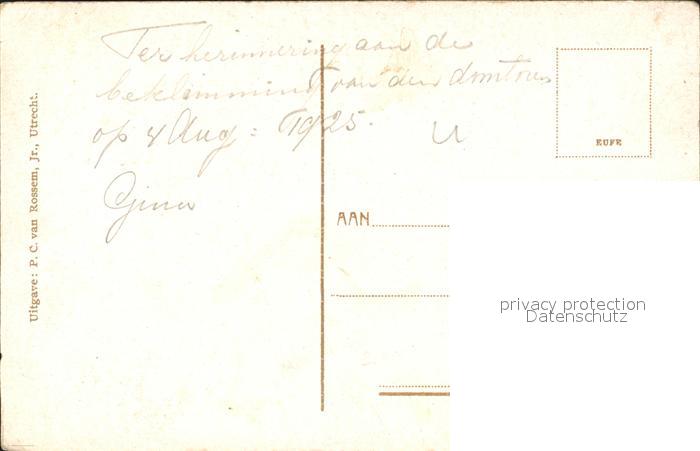 Ter herinnering aan de
beklimming van den domtoren
op 4 Aug: 1925.
U
EUFE
AAN
Uitgave: P. C. van Rossem, Jr., Utrecht.
privacy protection
Datenschutz